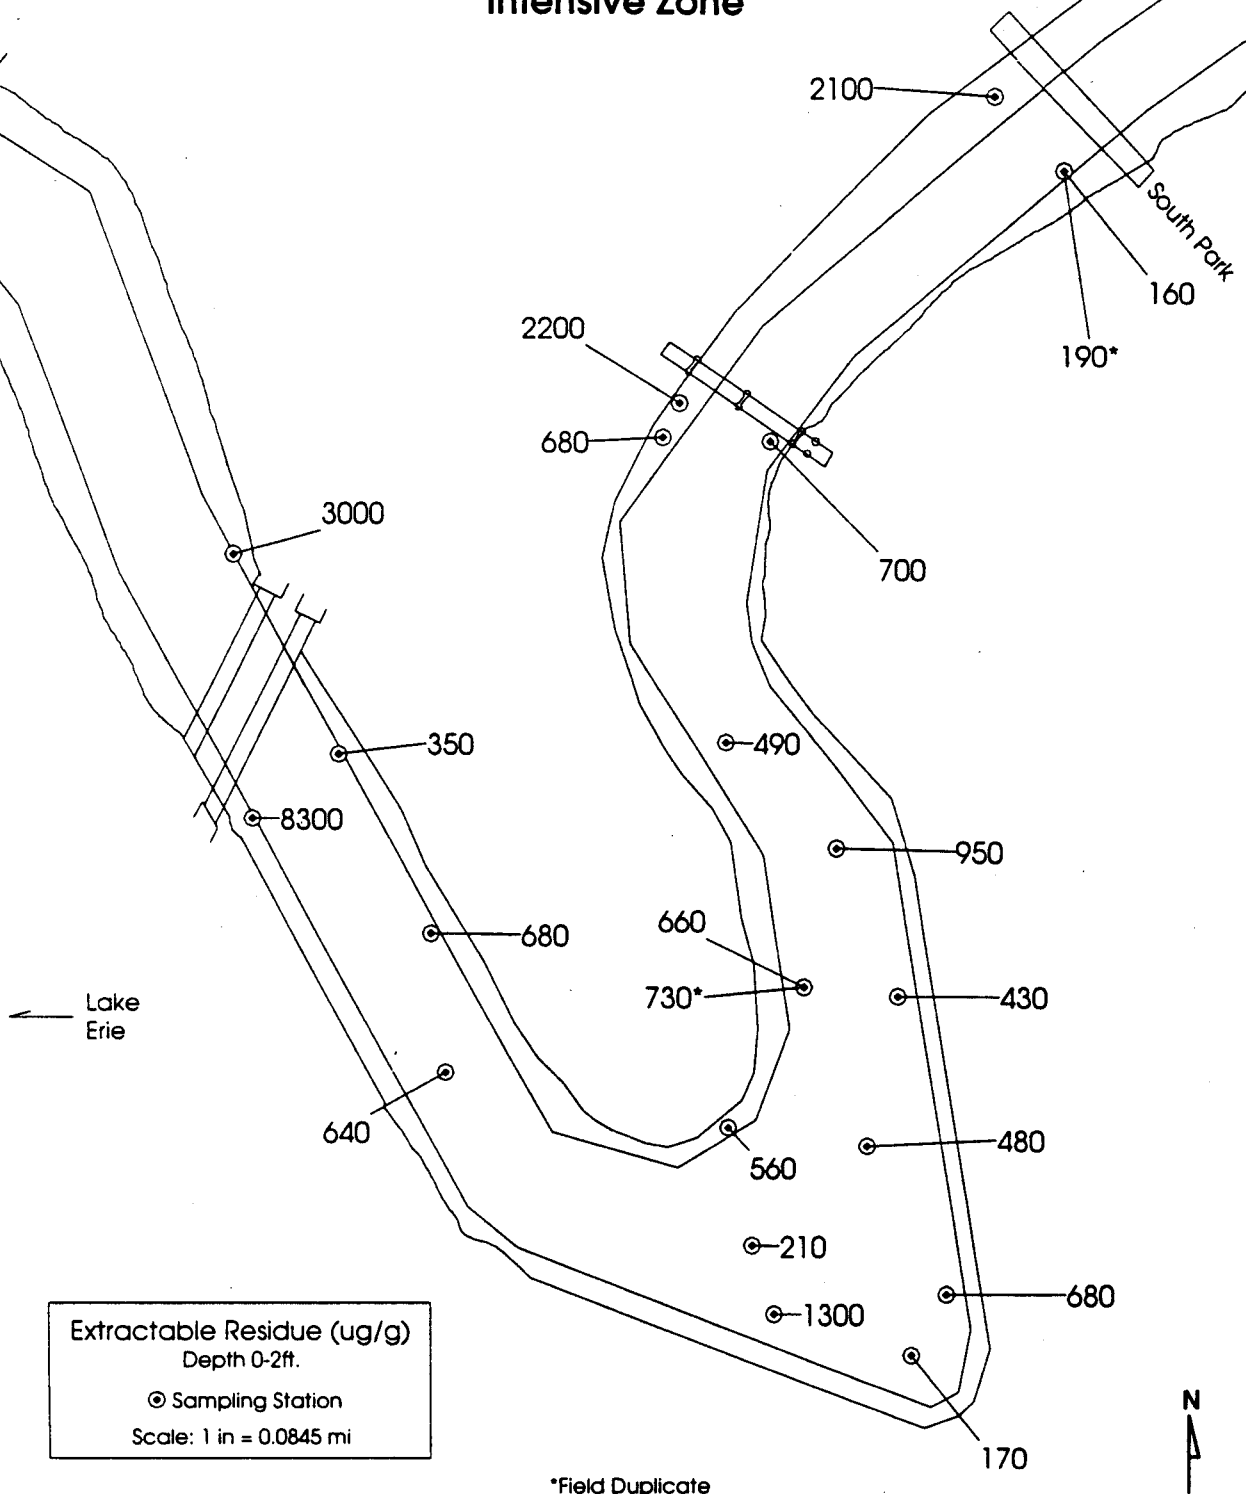 Intensive Zone
2100
South Park
160
190*
2200
680
700
3000
350
490
8300
950
660
680
730*
430
Lake
Erie
640
480
560
210
680
1300
170
Extractable Residue (ug/g)
Depth 0-2ft.
Sampling Station
Scale: 1 in = 0.0845 mi
N
*Field Duplicate